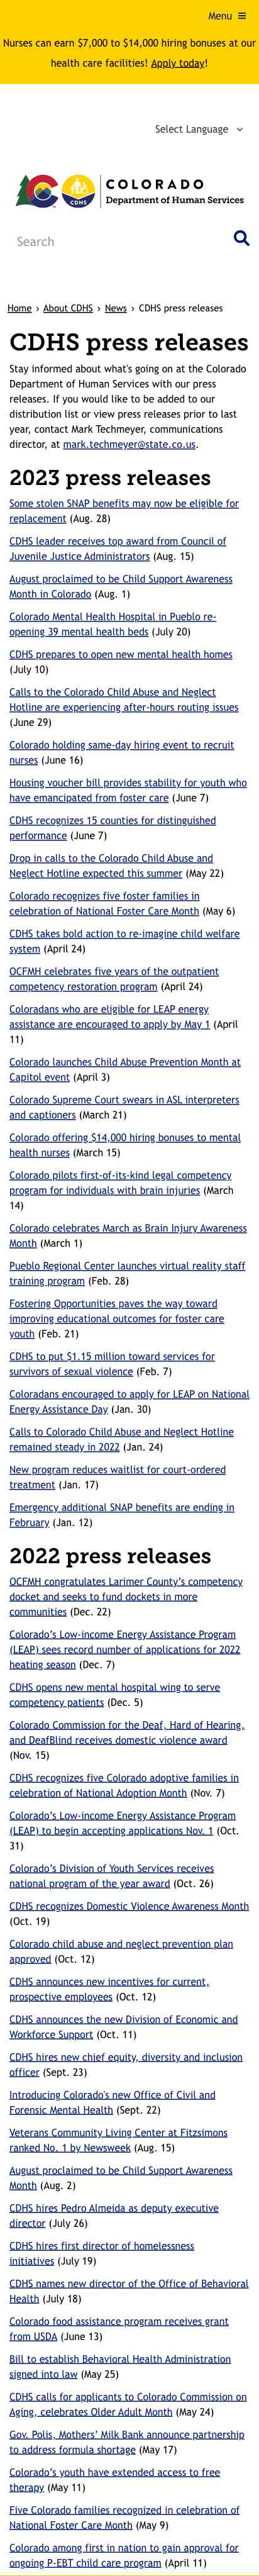 Menu
Nurses can earn $7,000 to $14,000 hiring bonuses at our
health care facilities! Apply today!
Select Language
CDHS
COLORADO
Department of Human Services
Search
Home › About CDHS › News › CDHS press releases
CDHS press releases
Stay informed about what's going on at the Colorado
Department of Human Services with our press
releases. If you would like to be added to our
distribution list or view press releases prior to last
year, contact Mark Techmeyer, communications
director, at mark.techmeyer@state.co.us.
2023 press releases
Some stolen SNAP benefits may now be eligible for
replacement (Aug. 28)
CDHS leader receives top award from Council of
Juvenile Justice Administrators (Aug. 15)
August proclaimed to be Child Support Awareness
Month in Colorado (Aug. 1)
Colorado Mental Health Hospital in Pueblo re-
opening 39 mental health beds (July 20)
CDHS prepares to open new mental health homes
(July 10)
Calls to the Colorado Child Abuse and Neglect
Hotline are experiencing after-hours routing issues
(June 29)
Colorado holding same-day hiring event to recruit
nurses (June 16)
Housing voucher bill provides stability for youth who
have emancipated from foster care (June 7)
CDHS recognizes 15 counties for distinguished
performance (June 7)
Drop in calls to the Colorado Child Abuse and
Neglect Hotline expected this summer (May 22)
Colorado recognizes five foster families in
celebration of National Foster Care Month (May 6)
CDHS takes bold action to re-imagine child welfare
system (April 24)
OCFMH celebrates five years of the outpatient
competency restoration program (April 24)
Coloradans who are eligible for LEAP energy
assistance are encouraged to apply by May 1 (April
11)
Colorado launches Child Abuse Prevention Month at
Capitol event (April 3)
Colorado Supreme Court swears in ASL interpreters
and captioners (March 21)
Colorado offering $14,000 hiring bonuses to mental
health nurses (March 15)
Colorado pilots first-of-its-kind legal competency
program for individuals with brain injuries (March
14)
Colorado celebrates March as Brain Injury Awareness
Month (March 1)
Pueblo Regional Center launches virtual reality staff
training program (Feb. 28)
Fostering Opportunities paves the way toward
improving educational outcomes for foster care
youth (Feb. 21)
CDHS to put $1.15 million toward services for
survivors of sexual violence (Feb. 7)
Coloradans encouraged to apply for LEAP on National
Energy Assistance Day (Jan. 30)
Calls to Colorado Child Abuse and Neglect Hotline
remained steady in 2022 (Jan. 24)
New program reduces waitlist for court-ordered
treatment (Jan. 17)
Emergency additional SNAP benefits are ending in
February (Jan. 12)
2022 press releases
OCFMH congratulates Larimer County’s competency
docket and seeks to fund dockets in more
communities (Dec. 22)
Colorado’s Low-income Energy Assistance Program
(LEAP) sees record number of applications for 2022
heating season (Dec. 7)
CDHS opens new mental hospital wing to serve
competency patients (Dec. 5)
Colorado Commission for the Deaf, Hard of Hearing,
and DeafBlind receives domestic violence award
(Nov. 15)
CDHS recognizes five Colorado adoptive families in
celebration of National Adoption Month (Nov. 7)
Colorado’s Low-income Energy Assistance Program
(LEAP) to begin accepting applications Nov. 1 (Oct.
31)
Colorado’s Division of Youth Services receives
national program of the year award (Oct. 26)
CDHS recognizes Domestic Violence Awareness Month
(Oct. 19)
Colorado child abuse and neglect prevention plan
approved (Oct. 12)
CDHS announces new incentives for current,
prospective employees (Oct. 12)
CDHS announces the new Division of Economic and
Workforce Support (Oct. 11)
CDHS hires new chief equity, diversity and inclusion
officer (Sept. 23)
Introducing Colorado's new Office of Civil and
Forensic Mental Health (Sept. 22)
Veterans Community Living Center at Fitzsimons
ranked No. 1 by Newsweek (Aug. 15)
August proclaimed to be Child Support Awareness
Month (Aug. 2)
CDHS hires Pedro Almeida as deputy executive
director (July 26)
CDHS hires first director of homelessness
initiatives (July 19)
CDHS names new director of the Office of Behavioral
Health (July 18)
Colorado food assistance program receives grant
from USDA (June 13)
Bill to establish Behavioral Health Administration
signed into law (May 25)
CDHS calls for applicants to Colorado Commission on
Aging, celebrates Older Adult Month (May 24)
Gov. Polis, Mothers’ Milk Bank announce partnership
to address formula shortage (May 17)
Colorado’s youth have extended access to free
therapy (May 11)
Five Colorado families recognized in celebration of
National Foster Care Month (May 9)
Colorado among first in nation to gain approval for
ongoing P-EBT child care program (April 11)